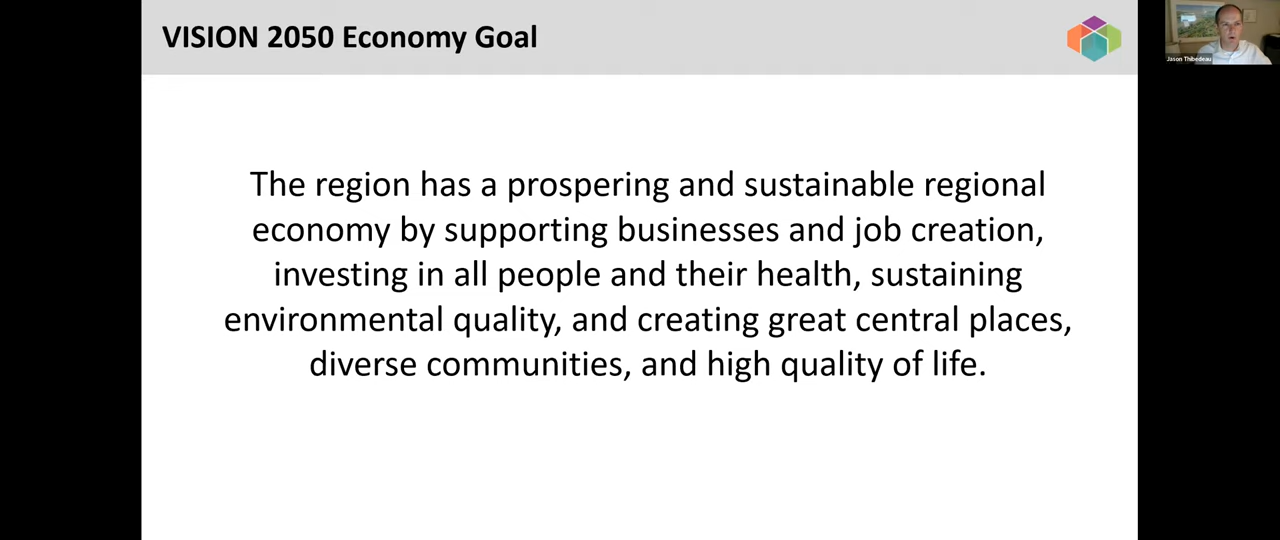 VISION 2050 Economy Goal
Jason Thibedeau
The region has a prospering and sustainable regional
economy by supporting businesses and job creation,
investing in all people and their health, sustaining
environmental quality, and creating great central places,
diverse communities, and high quality of life.